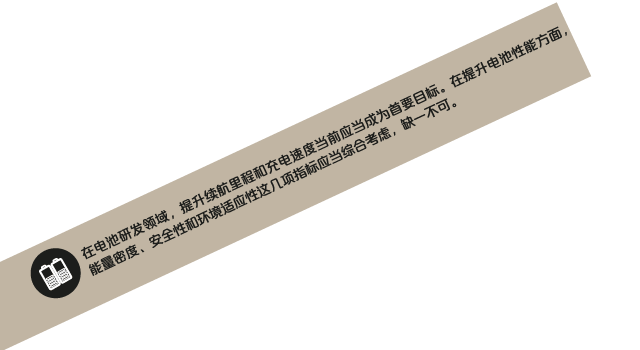 在电池研发领域，提升续航里程和充电速度当前应当成为首要目标。在提升电池性能方面，
能量密度、安全性和环境适应性这几项指标应当综合考虑，缺一不可。